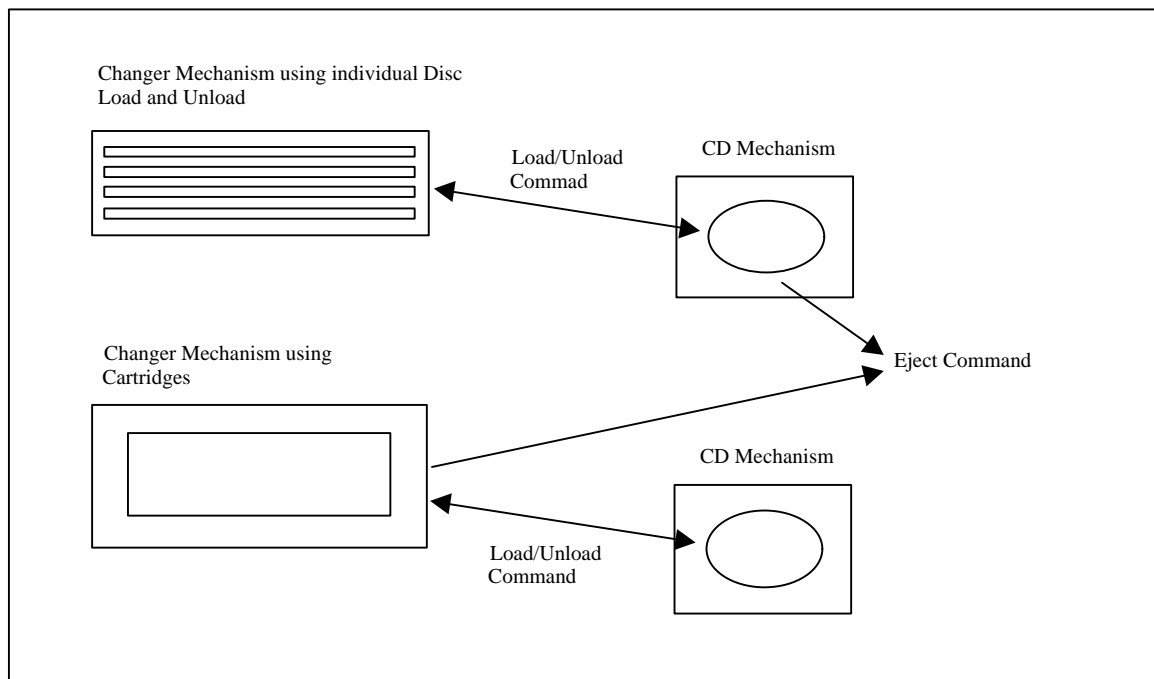 Changer Mechanism using individual Disc
Load and Unload
Load/Unload
Commad
CD Mechanism
Changer Mechanism using
Cartridges
Eject Command
CD Mechanism
Load/Unload
Command